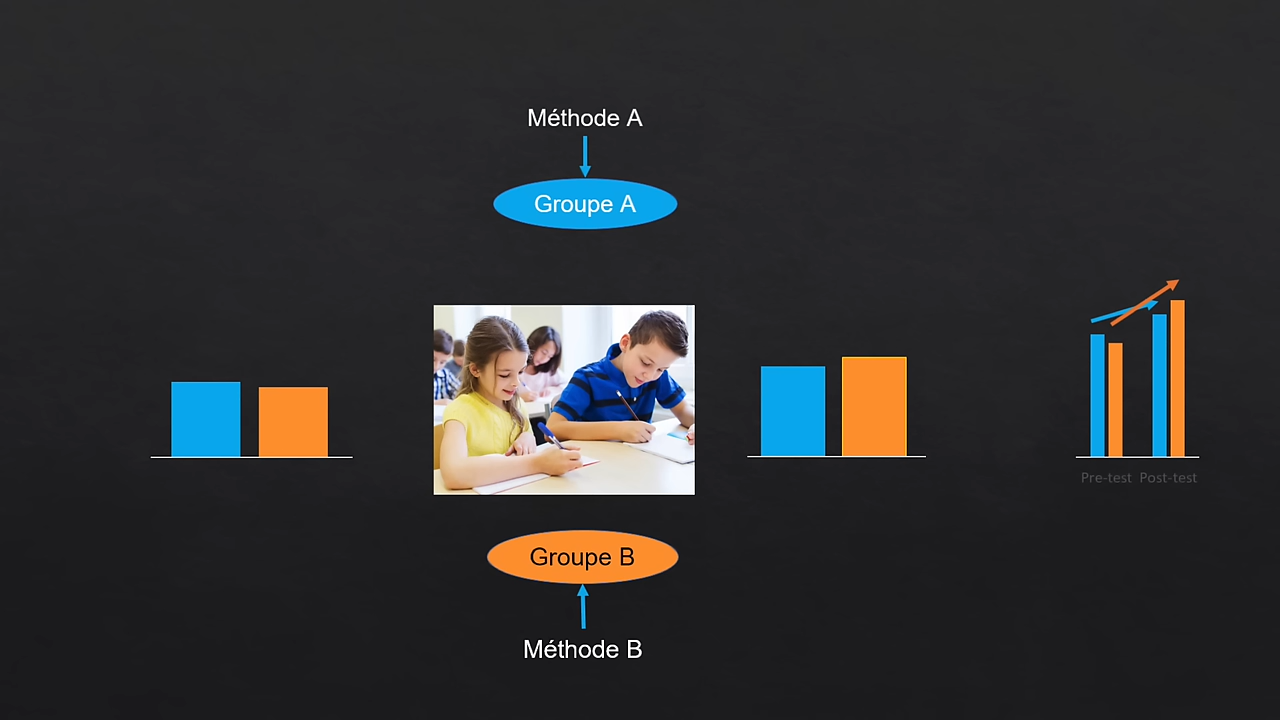 Méthode A
Groupe A
Pre-test Post-test
Groupe B
Méthode B